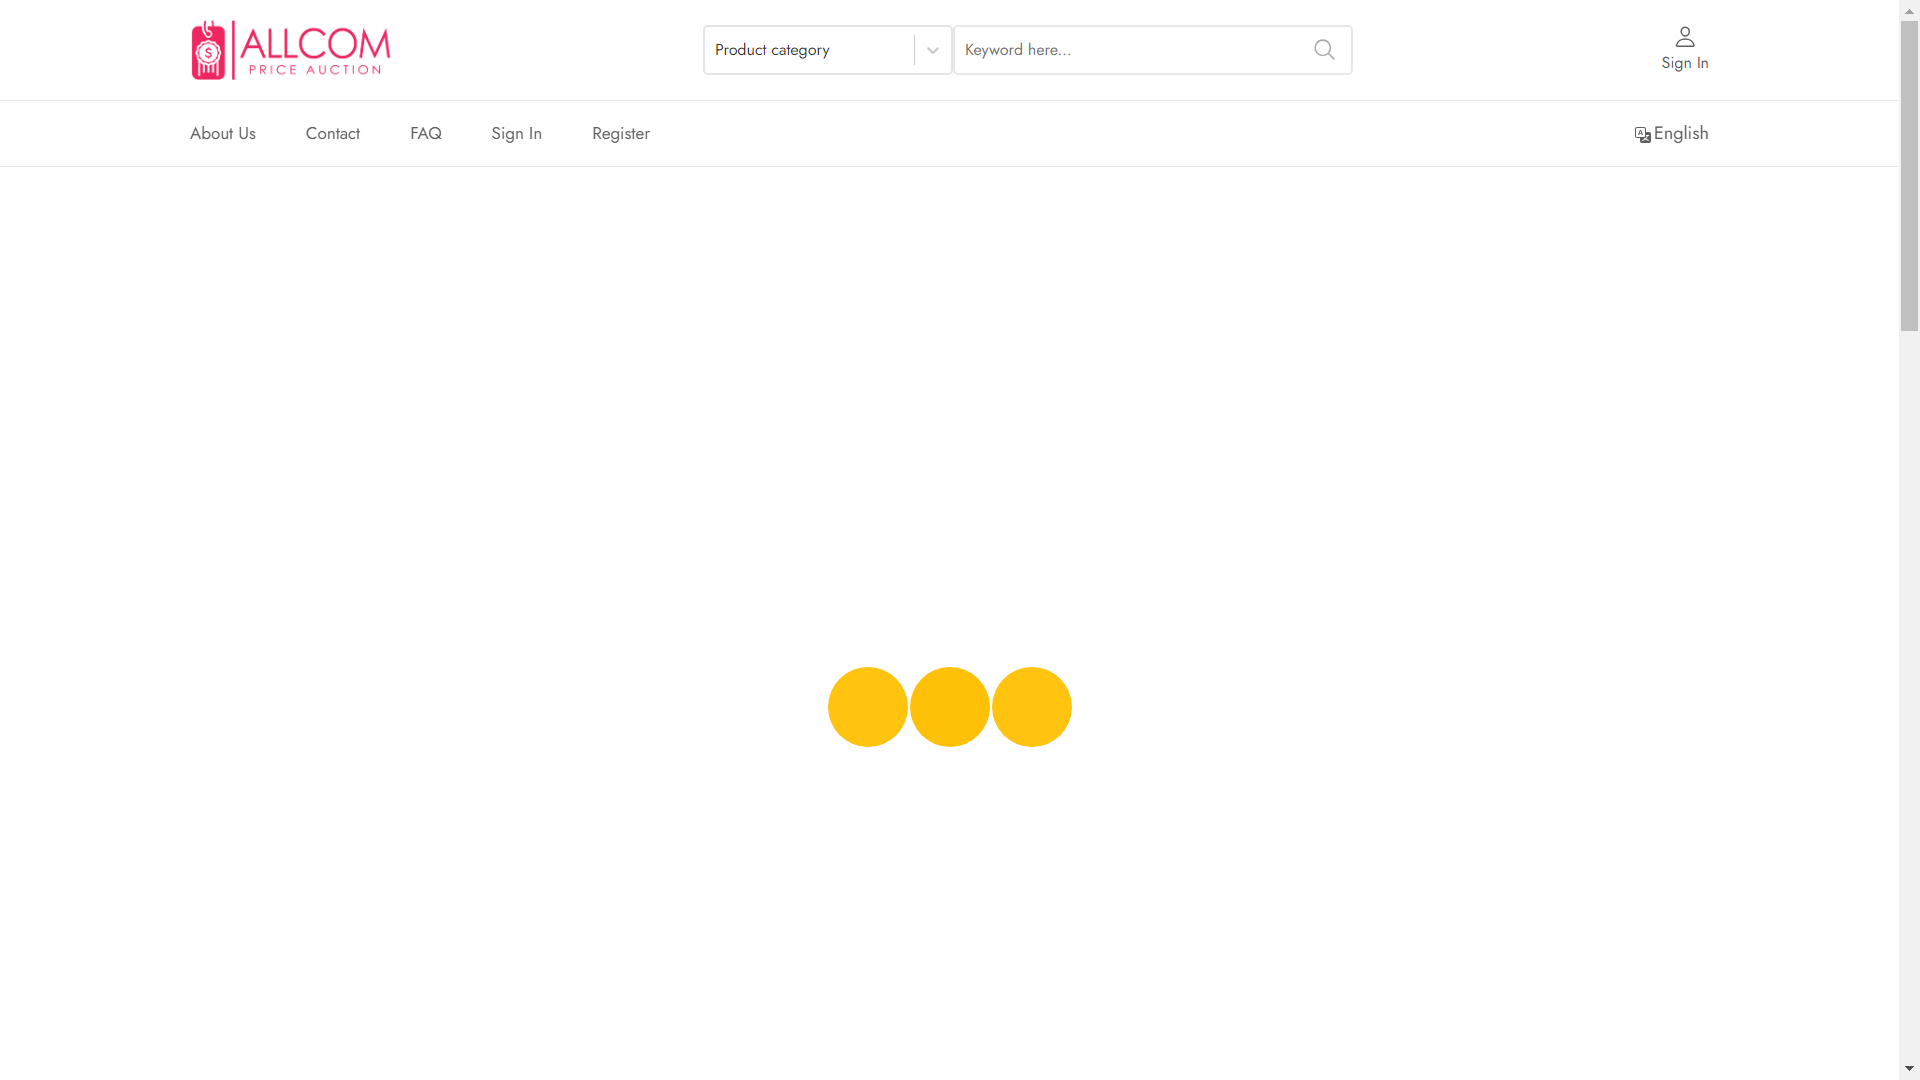 ALLCOM
PRICE AUCTION
Product category
Keyword here...
Sign In
About Us
Contact
FAQ
Sign In
Register
English